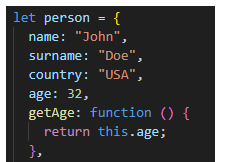 let person = {
  name: "John",
  surname: "Doe",
  country: "USA",
  age: 32,
  getAge: function () {
    return this.age;
  },